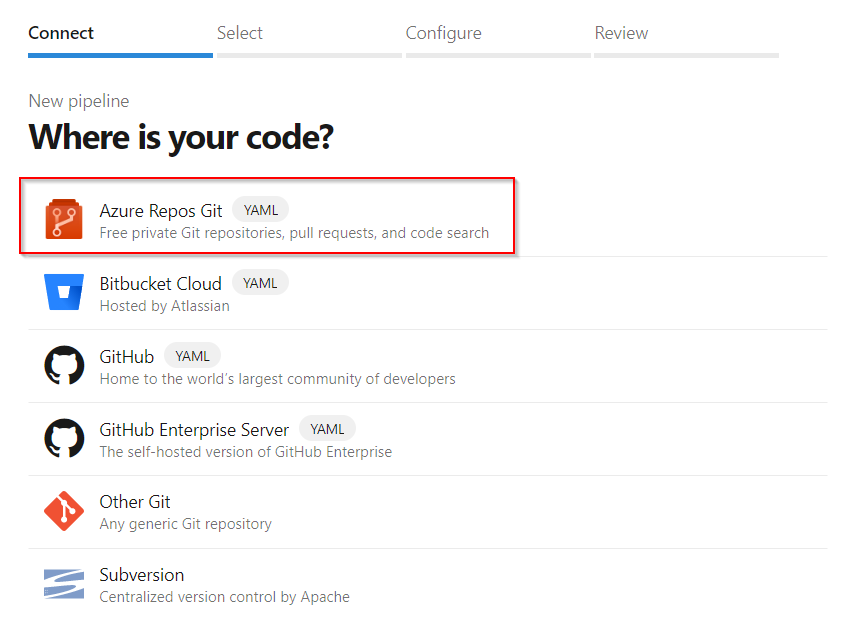 Connect Select Configure Review
New pipeline
Where is your code?
Azure Repos Git YAML
Free private Git repositories, pull requests, and code search
Bitbucket Cloud YAML
Hosted by Atlassian
GitHub YAML
Home to the world’s largest community of developers
GitHub Enterprise Server YAML
The self-hosted version of GitHub Enterprise
Other Git
Any generic Git repository
Subversion
Centralized version control by Apache